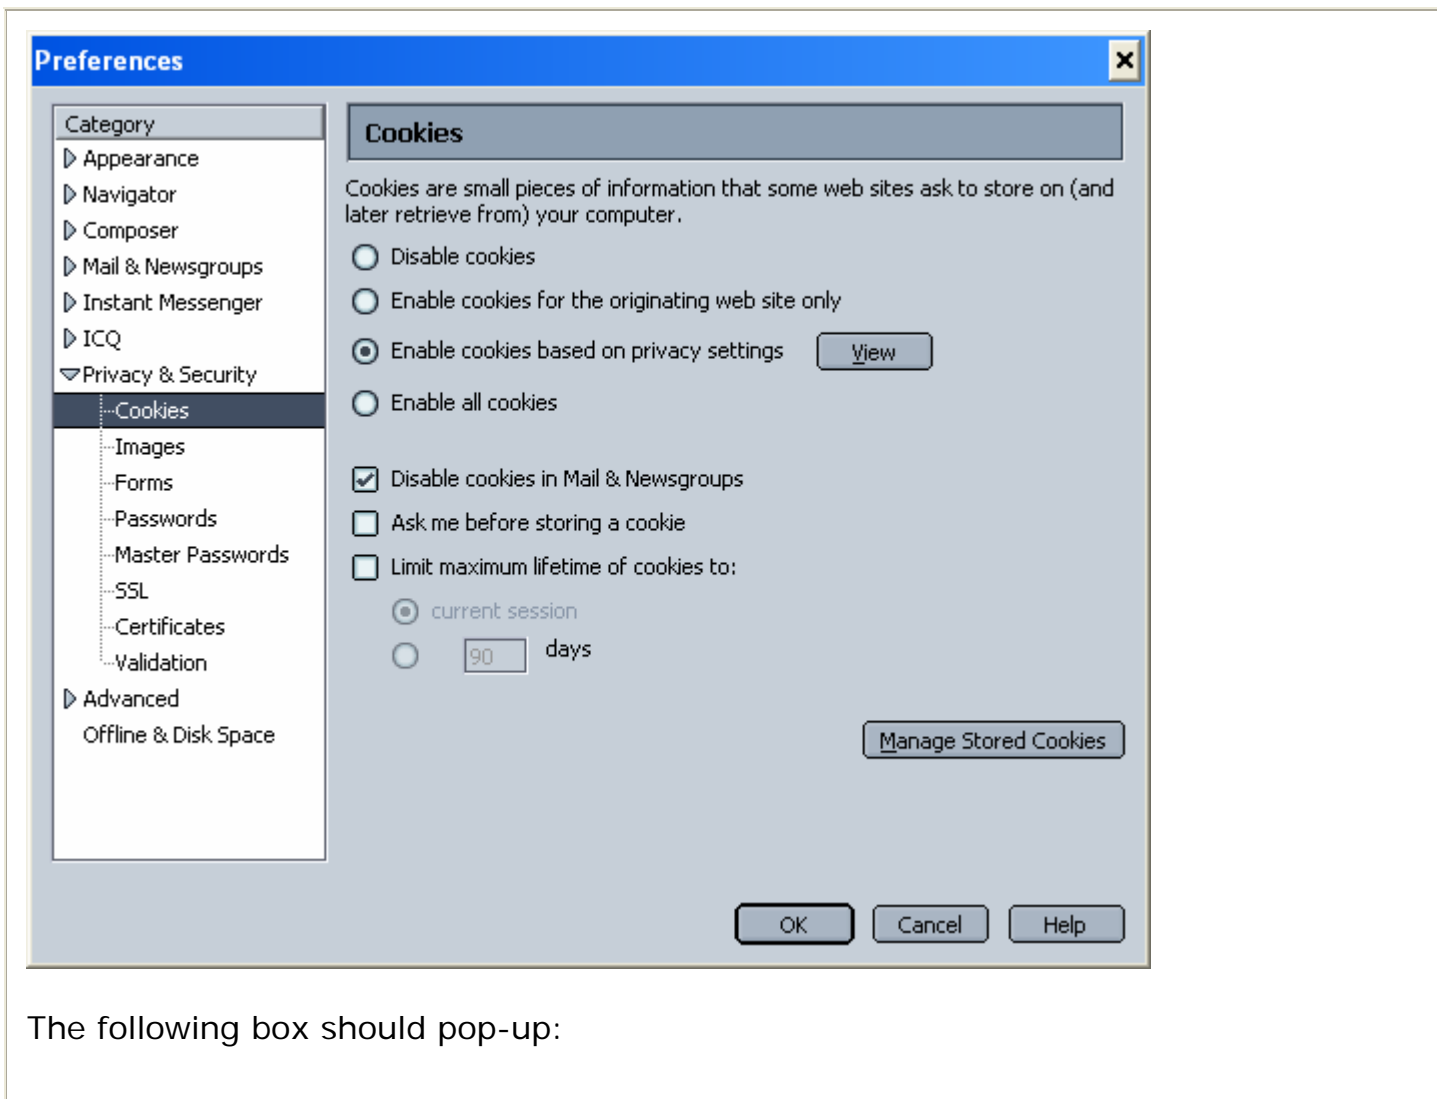 Preferences
Category
Appearance
Navigator
Composer
Mail & Newsgroups
Instant Messenger
ICQ
Privacy & Security
Cookies
Images
Forms
Passwords
Master Passwords
SSL
Certificates
Validation
Advanced
Offline & Disk Space
Cookies
Cookies are small pieces of information that some web sites ask to store on (and
later retrieve from) your computer.
Disable cookies
Enable cookies for the originating web site only
Enable cookies based on privacy settings View
Enable all cookies
Disable cookies in Mail & Newsgroups
Ask me before storing a cookie
Limit maximum lifetime of cookies to:
current session
90 days
Manage Stored Cookies
OK Cancel Help
The following box should pop-up: